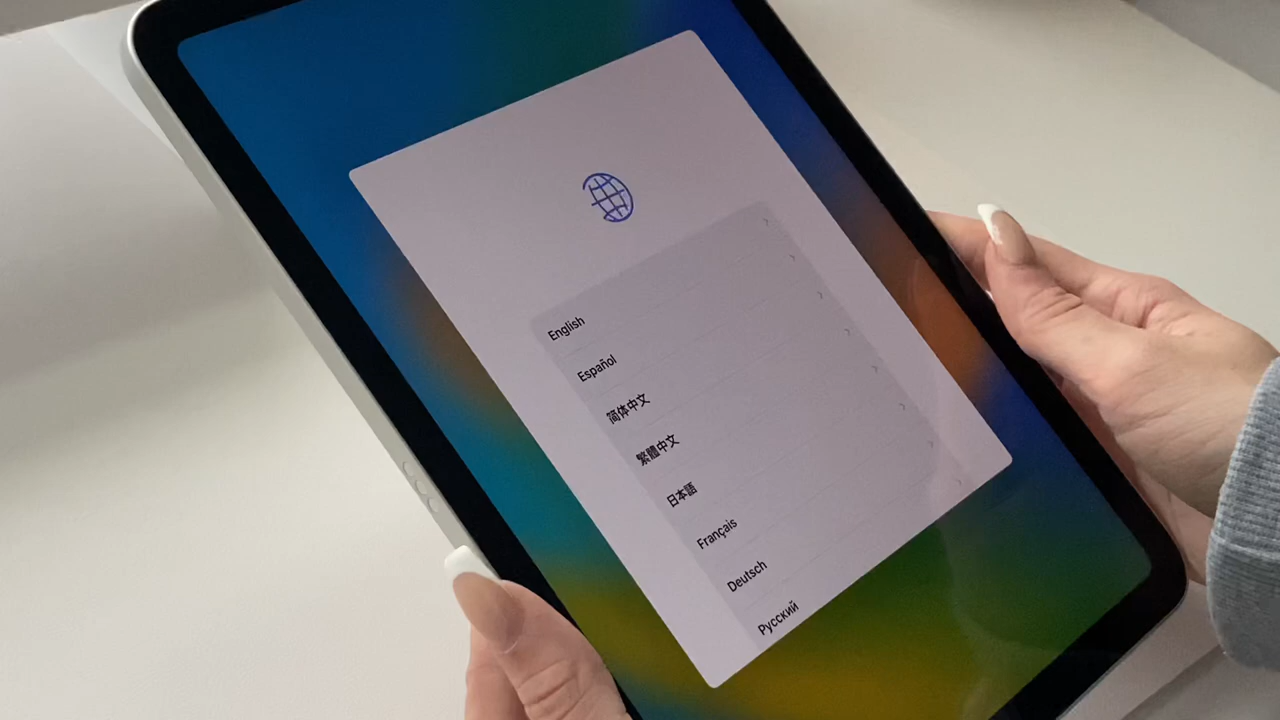 English
Español
简体中文
繁體中文
日本語
Français
Deutsch
Русский